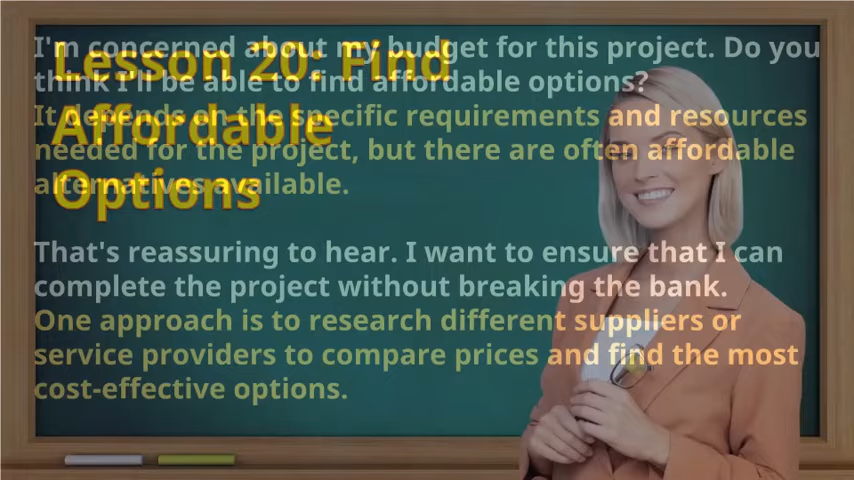 Lesson 20: Find
Affordable
Options
I'm concerned about my budget for this project. Do you
think I'll be able to find affordable options?
It depends on the specific requirements and resources
needed for the project, but there are often affordable
alternatives available.
That's reassuring to hear. I want to ensure that I can
complete the project without breaking the bank.
One approach is to research different suppliers or
service providers to compare prices and find the most
cost-effective options.